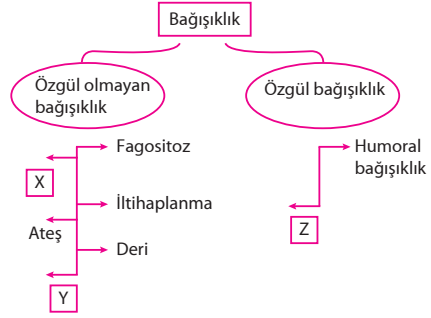 Bağışıklık
Özgül olmayan
bağışıklık
Özgül bağışıklık
Fagositoz
X
İltihaplanma
Ateş
Deri
Y
Humoral
bağışıklık
Z